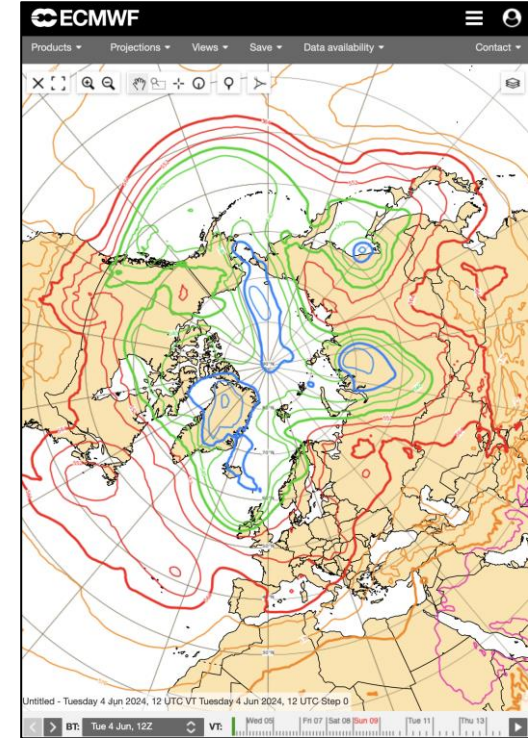 ECMWF
Products Projections Views Save Data availability Contact
Untitled - Tuesday 4 Jun 2024, 12 UTC VT Tuesday 4 Jun 2024, 12 UTC Step 0
BT: Tue 4 Jun, 12Z VT: Wed 05 Fri 07 Sat 08 Sun 09 Tue 11 Thu 13